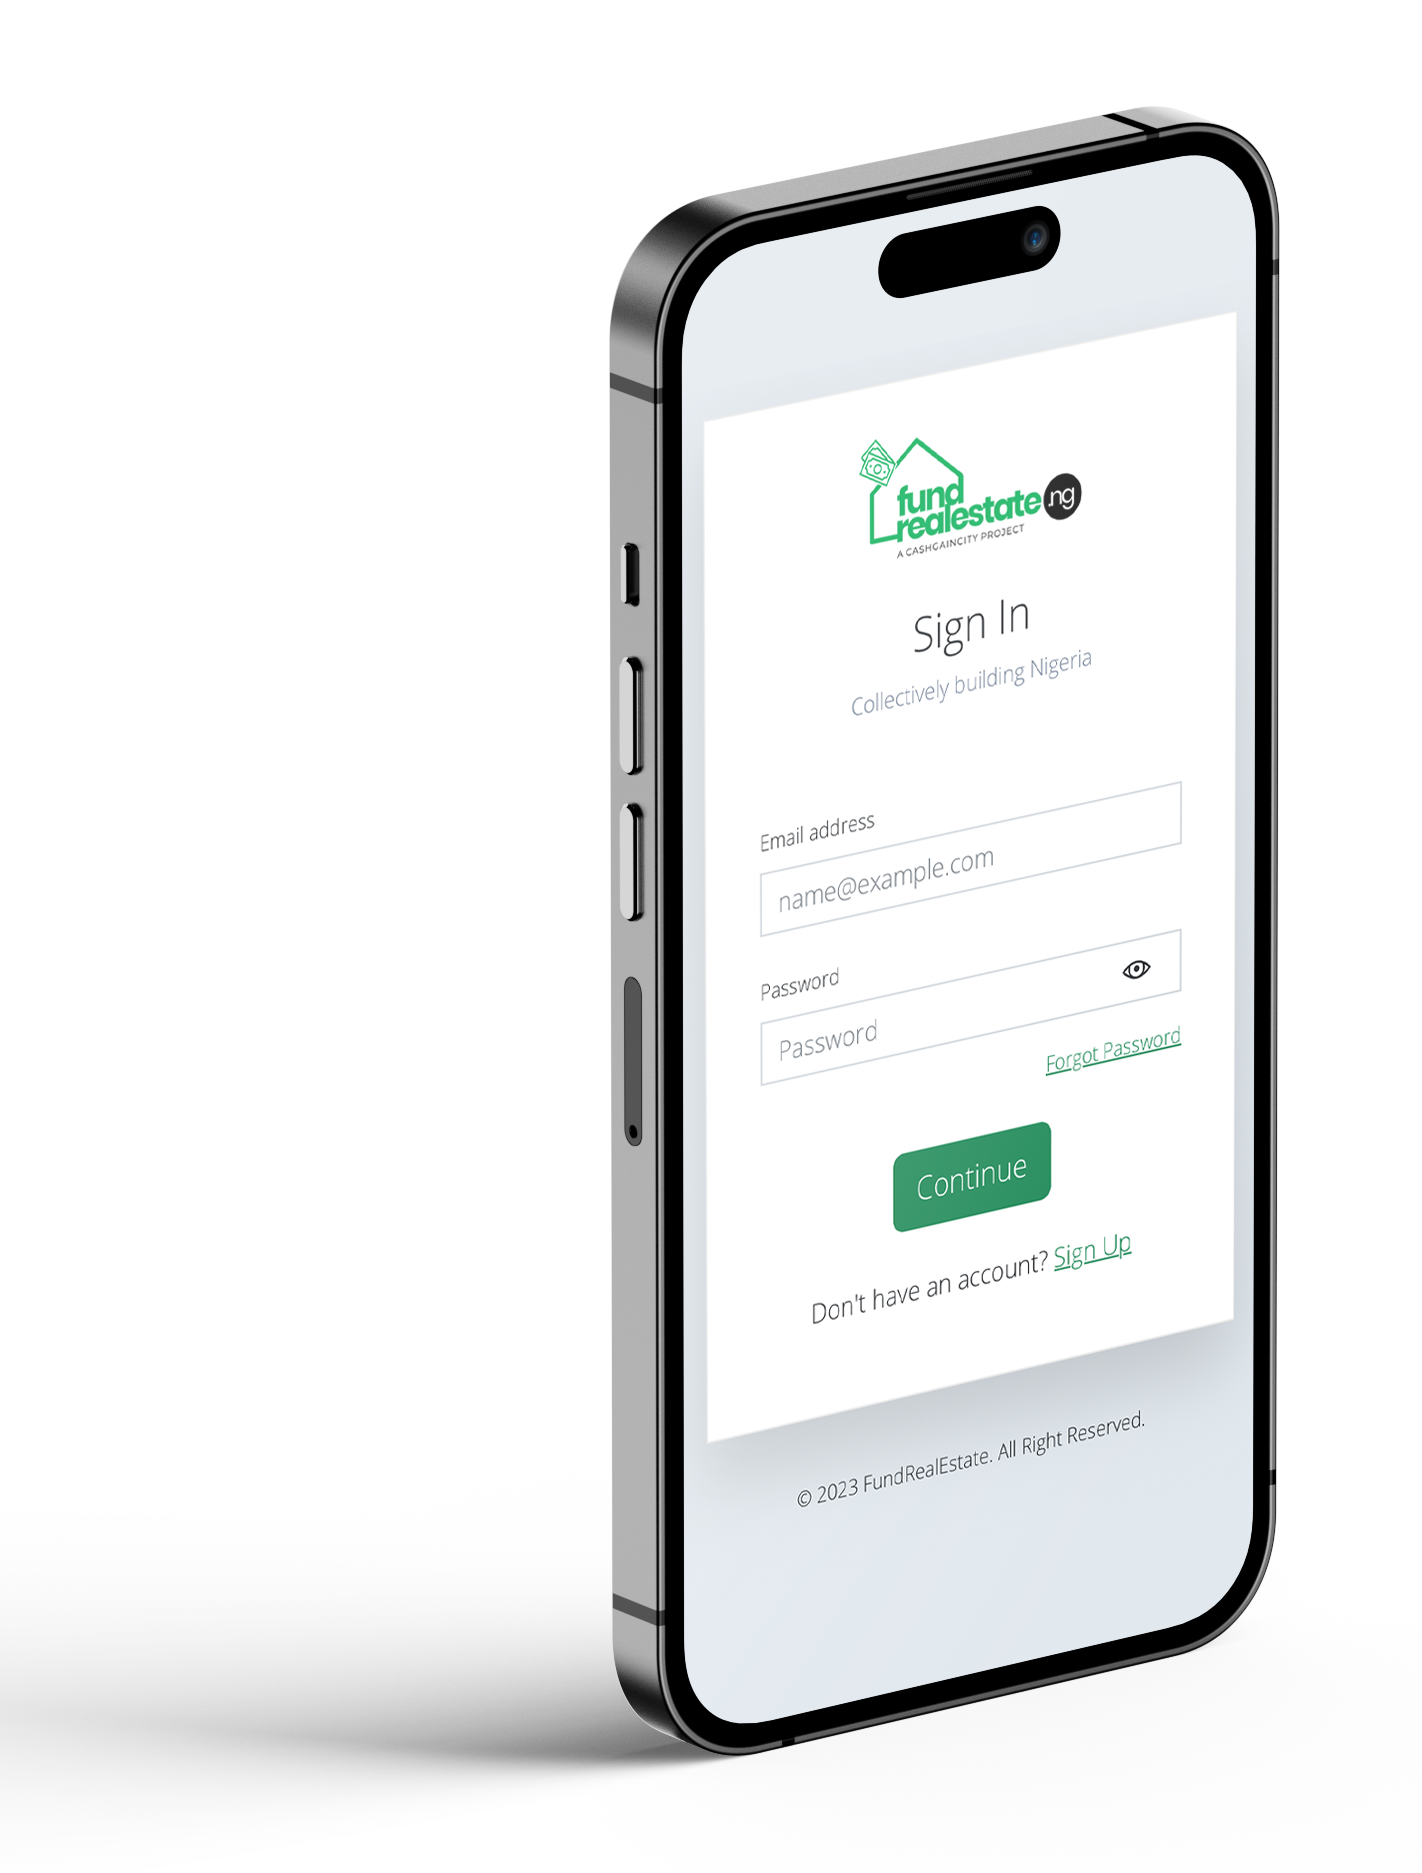 fund
realestate .ng
A CASHGAINCITY PROJECT
Sign In
Collectively building Nigeria
Email address
name@example.com
Password
Password
Forgot Password
Continue
Don't have an account? Sign Up
© 2023 FundRealEstate. All Right Reserved.